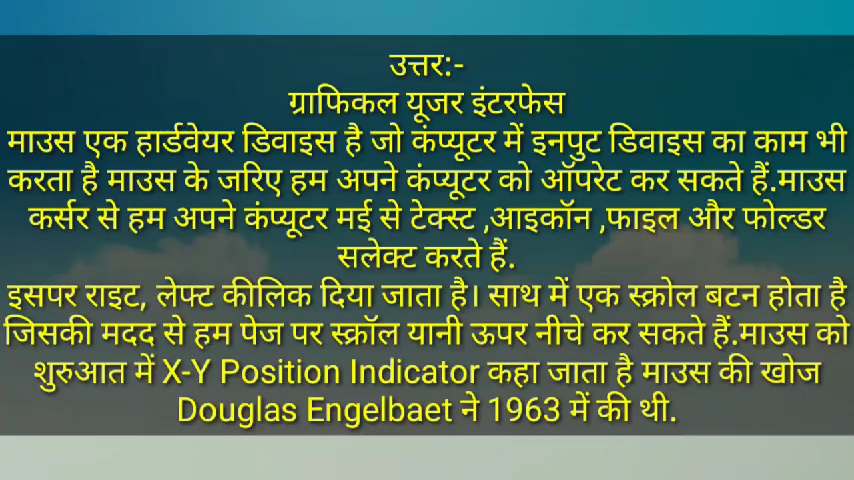 उत्तर:-
ग्राफिकल यूजर इंटरफेस
माउस एक हार्डवेयर डिवाइस है जो कंप्यूटर में इनपुट डिवाइस का काम भी
करता है माउस के जरिए हम अपने कंप्यूटर को ऑपरेट कर सकते हैं.माउस
कर्सर से हम अपने कंप्यूटर मई से टेक्स्ट ,आइकॉन ,फाइल और फोल्डर
सलेक्ट करते हैं.
इसपर राइट, लेफ्ट कीलिक दिया जाता है। साथ में एक स्क्रोल बटन होता है
जिसकी मदद से हम पेज पर स्क्रॉल यानी ऊपर नीचे कर सकते हैं.माउस को
शुरुआत में X-Y Position Indicator कहा जाता है माउस की खोज
Douglas Engelbaet ने 1963 में की थी.